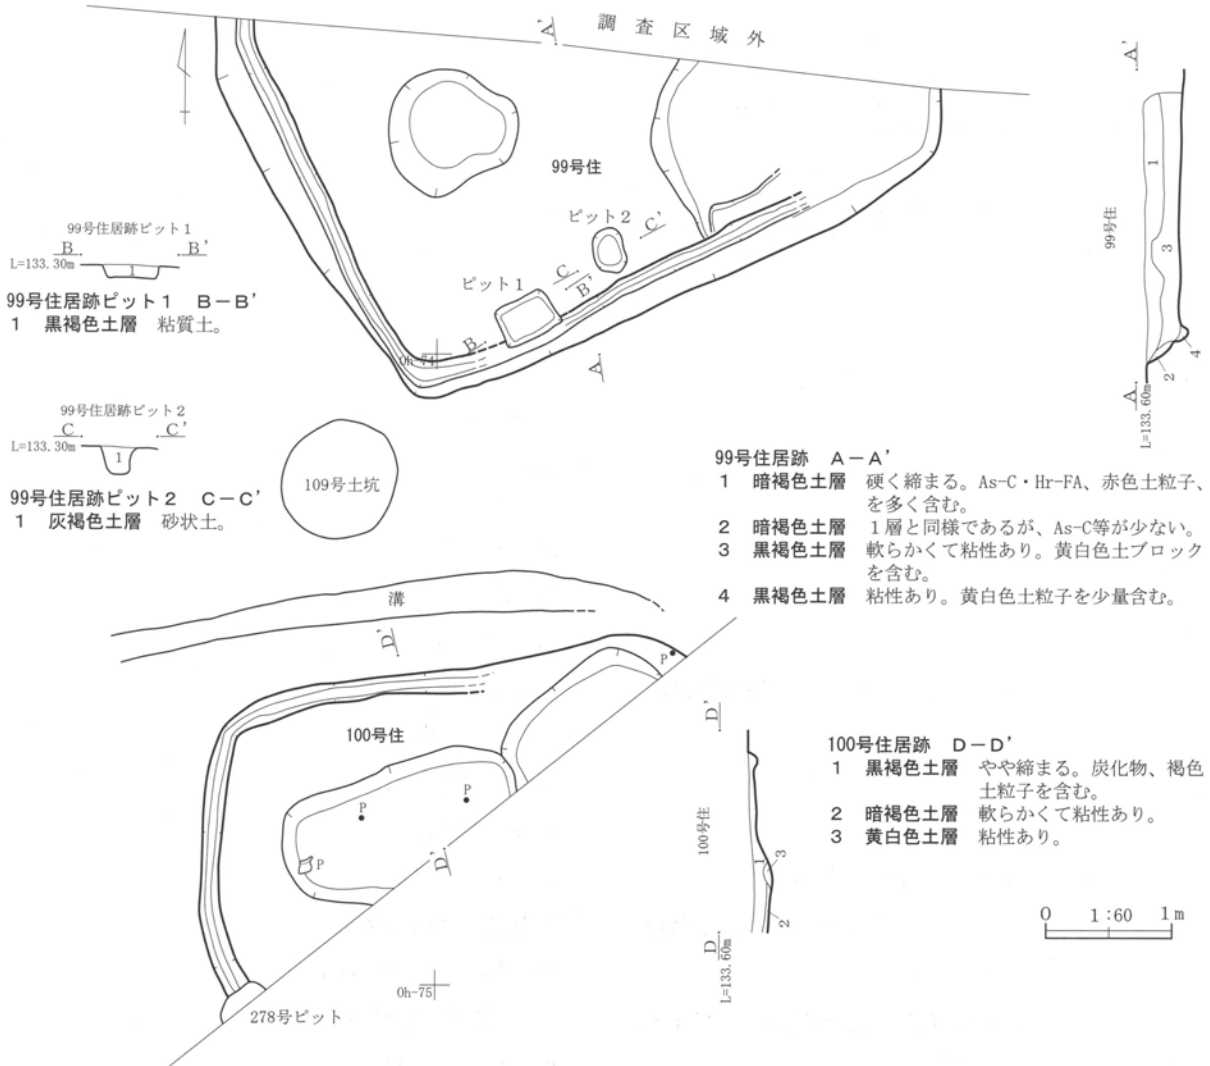 調査区域外
A'
99号住
ピット2
C'
ピット1
C
B'
B
A
Oh-74
99号住居跡ピット1
B B'
L=133.30m
99号住居跡ピット1 B-B'
1 黒褐色土層 粘質土。
99号住居跡ピット2
C C'
L=133.30m
1
99号住居跡ピット2 C-C'
1 灰褐色土層 砂状土。
109号土坑
A'
1
99号住
3
4
2
A
L=133.60m
99号住居跡 A-A'
1 暗褐色土層 硬く締まる。As-C・Hr-FA、赤色土粒子、
を多く含む。
2 暗褐色土層 1層と同様であるが、As-C等が少ない。
3 黒褐色土層 軟らかくて粘性あり。黄白色土ブロック
を含む。
4 黒褐色土層 粘性あり。黄白色土粒子を少量含む。
溝
D'
P
100号住
P
P
P
D'
Oh-75
278号ピット
D'
100号住
1
3
2
D
L=133.60m
100号住居跡 D-D'
1 黒褐色土層 やや締まる。炭化物、褐色
土粒子を含む。
2 暗褐色土層 軟らかくて粘性あり。
3 黄白色土層 粘性あり。
0 1:60 1m